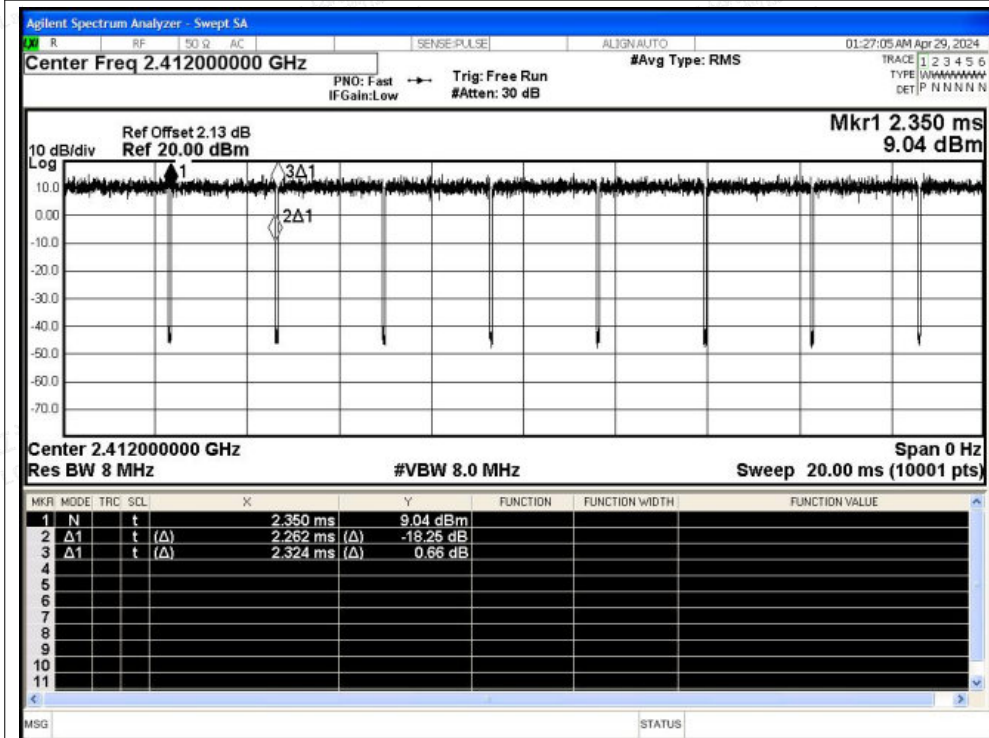 Agilent Spectrum Analyzer - Swept SA
LXI R RF 50 Ω AC SENSE:PULSE ALIGNAUTO 01:27:05 AM Apr 29, 2024
Center Freq 2.412000000 GHz #Avg Type: RMS TRACE 1 2 3 4 5 6
PNO: Fast Trig: Free Run TYPE
IFGain:Low #Atten: 30 dB DET P N N N N N
Mkr1 2.350 ms
Ref Offset 2.13 dB
10 dB/div Ref 20.00 dBm 9.04 dBm
Log
1 3Δ1
10.0
0.00 2Δ1
-10.0
-20.0
-30.0
-40.0
-50.0
-60.0
-70.0
Center 2.412000000 GHz Span 0 Hz
Res BW 8 MHz #VBW 8.0 MHz Sweep 20.00 ms (10001 pts)
MKR MODE TRC SCL X Y FUNCTION FUNCTION WIDTH FUNCTION VALUE
1 N t 2.350 ms 9.04 dBm
2 Δ1 t (Δ) 2.262 ms (Δ) -18.25 dB
3 Δ1 t (Δ) 2.324 ms (Δ) 0.66 dB
4
5
6
7
8
9
10
11
MSG STATUS